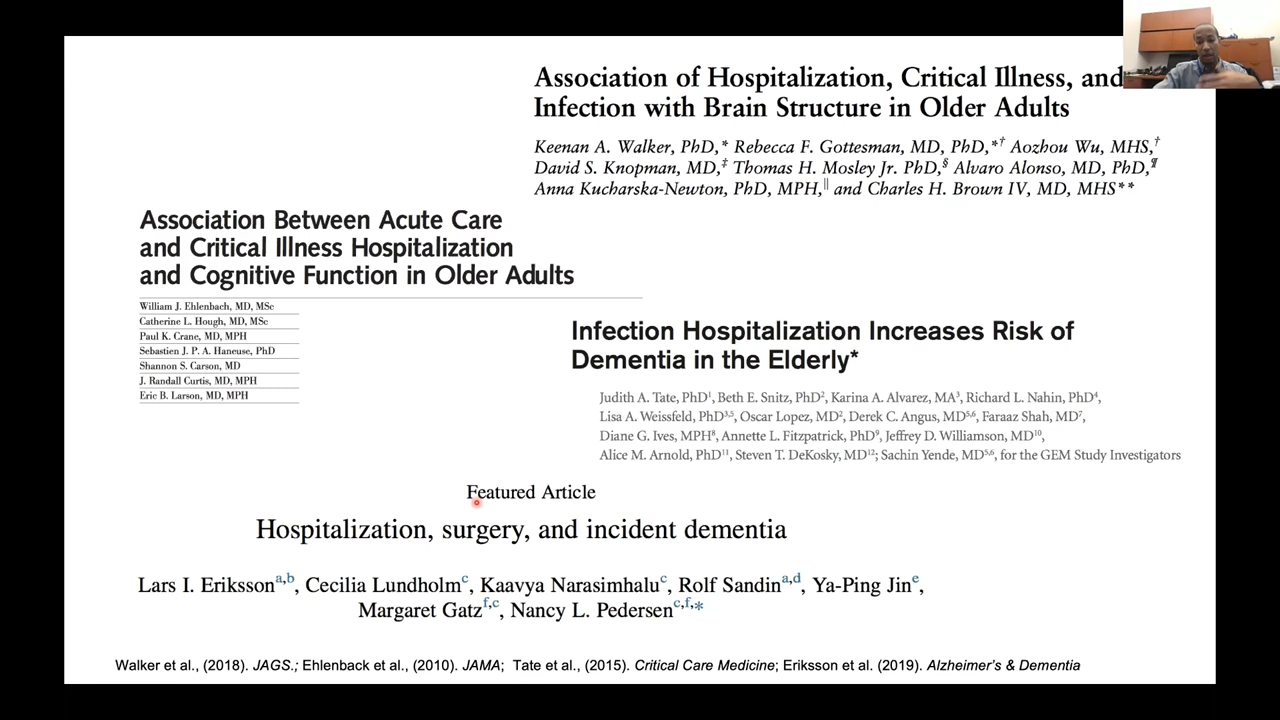 Association of Hospitalization, Critical Illness, and
Infection with Brain Structure in Older Adults
Keenan A. Walker, PhD,* Rebecca F. Gottesman, MD, PhD,*† Aozhou Wu, MHS,†
David S. Knopman, MD,‡ Thomas H. Mosley Jr. PhD,§ Alvaro Alonso, MD, PhD,¶
Anna Kucharska-Newton, PhD, MPH,‖ and Charles H. Brown IV, MD, MHS**
Association Between Acute Care
and Critical Illness Hospitalization
and Cognitive Function in Older Adults
William J. Ehlenbach, MD, MSc
Catherine L. Hough, MD, MSc
Paul K. Crane, MD, MPH
Sebastien J. P. A. Haneuse, PhD
Shannon S. Carson, MD
J. Randall Curtis, MD, MPH
Eric B. Larson, MD, MPH
Infection Hospitalization Increases Risk of
Dementia in the Elderly*
Judith A. Tate, PhD1, Beth E. Snitz, PhD2, Karina A. Alvarez, MA3, Richard L. Nahin, PhD4,
Lisa A. Weissfeld, PhD3,5, Oscar Lopez, MD2, Derek C. Angus, MD5,6, Faraaz Shah, MD7,
Diane G. Ives, MPH8, Annette L. Fitzpatrick, PhD9, Jeffrey D. Williamson, MD10,
Alice M. Arnold, PhD11, Steven T. DeKosky, MD12; Sachin Yende, MD5,6, for the GEM Study Investigators
Featured Article
Hospitalization, surgery, and incident dementia
Lars I. Erikssona,b, Cecilia Lundholmc, Kaavya Narasimhaluc, Rolf Sandina,d, Ya-Ping Jine,
Margaret Gatzf,c, Nancy L. Pedersenc,f,*
Walker et al., (2018). JAGS.; Ehlenback et al., (2010). JAMA; Tate et al., (2015). Critical Care Medicine; Eriksson et al. (2019). Alzheimer's & Dementia